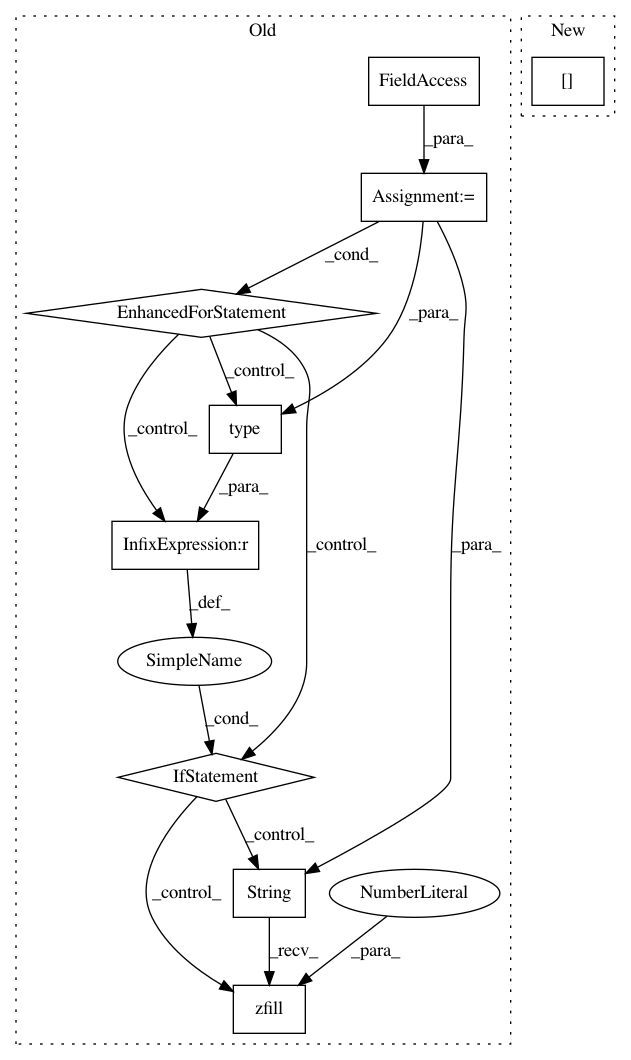 Old
New
FieldAccess
[]
_para_
Assignment:=
_cond_
EnhancedForStatement
_para_
_control_
_control_
type
_para_
InfixExpression:r
_control_
_para_
_def_
SimpleName
_cond_
IfStatement
_control_
_control_
String
NumberLiteral
_recv_
_para_
zfill